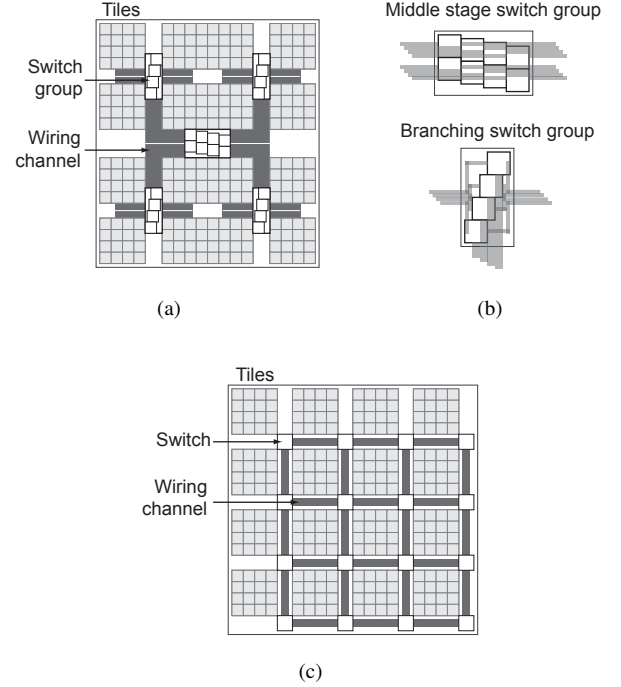 Tiles
Switch
group
Wiring
channel
(a)
Middle stage switch group
Branching switch group
(b)
Tiles
Switch
Wiring
channel
(c)